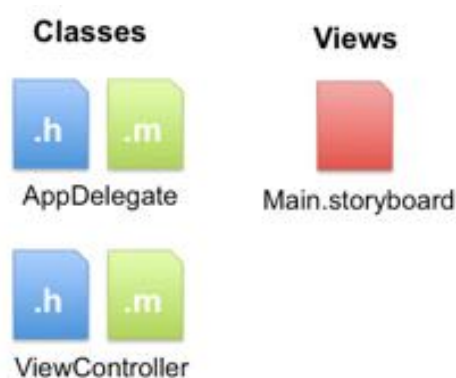 Classes
Views
.h
.m
AppDelegate
Main.storyboard
.h
.m
ViewController